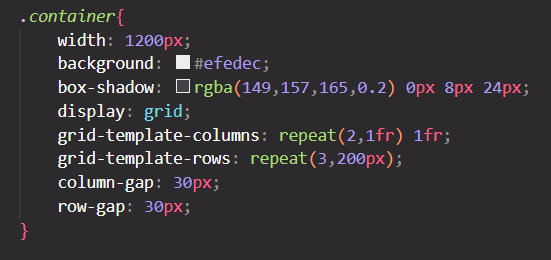 .container{
width: 1200px;
background: #efedec;
box-shadow: rgba(149,157,165,0.2) 0px 8px 24px;
display: grid;
grid-template-columns: repeat(2,1fr) 1fr;
grid-template-rows: repeat(3,200px);
column-gap: 30px;
row-gap: 30px;
}